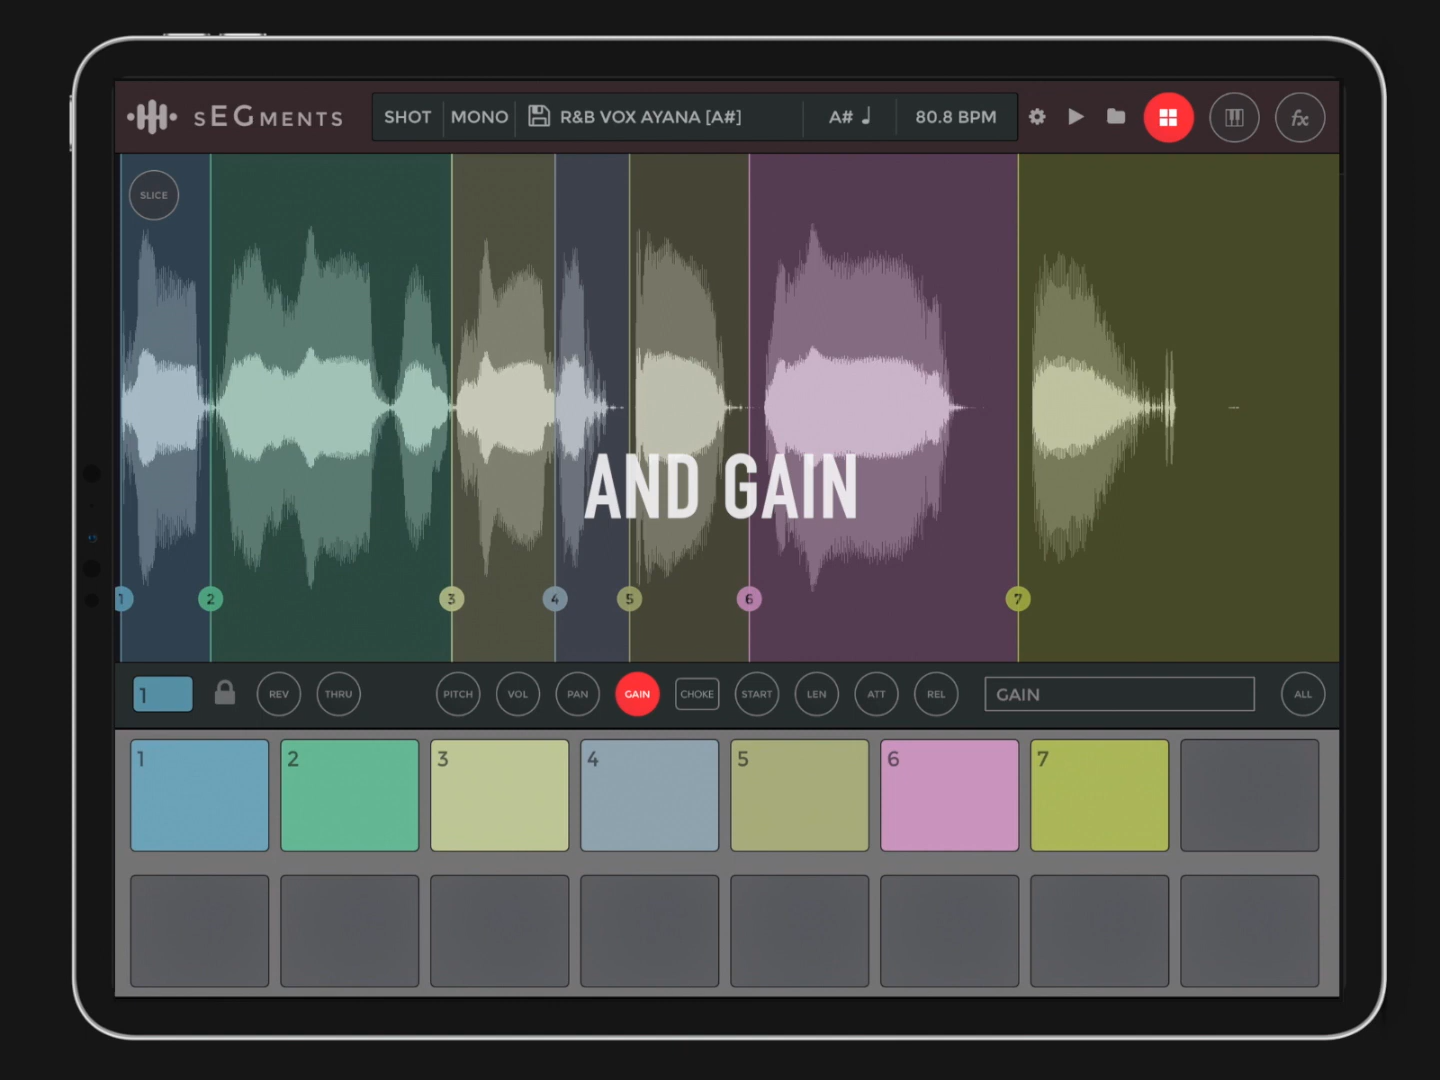 sEGMENTS SHOT MONO R&B VOX AYANA [A#] A# 80.8 BPM fx
SLICE
AND GAIN
1 2 3 4 5 6 7
1 REV THRU PITCH VOL PAN GAIN CHOKE START LEN ATT REL GAIN ALL
1 2 3 4 5 6 7